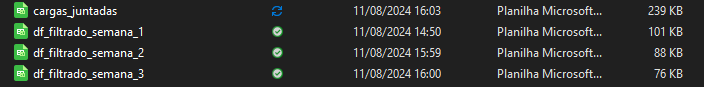 cargas_juntadas 11/08/2024 16:03 Planilha Microsoft... 239 KB
df_filtrado_semana_1 11/08/2024 14:50 Planilha Microsoft... 101 KB
df_filtrado_semana_2 11/08/2024 15:59 Planilha Microsoft... 88 KB
df_filtrado_semana_3 11/08/2024 16:00 Planilha Microsoft... 76 KB